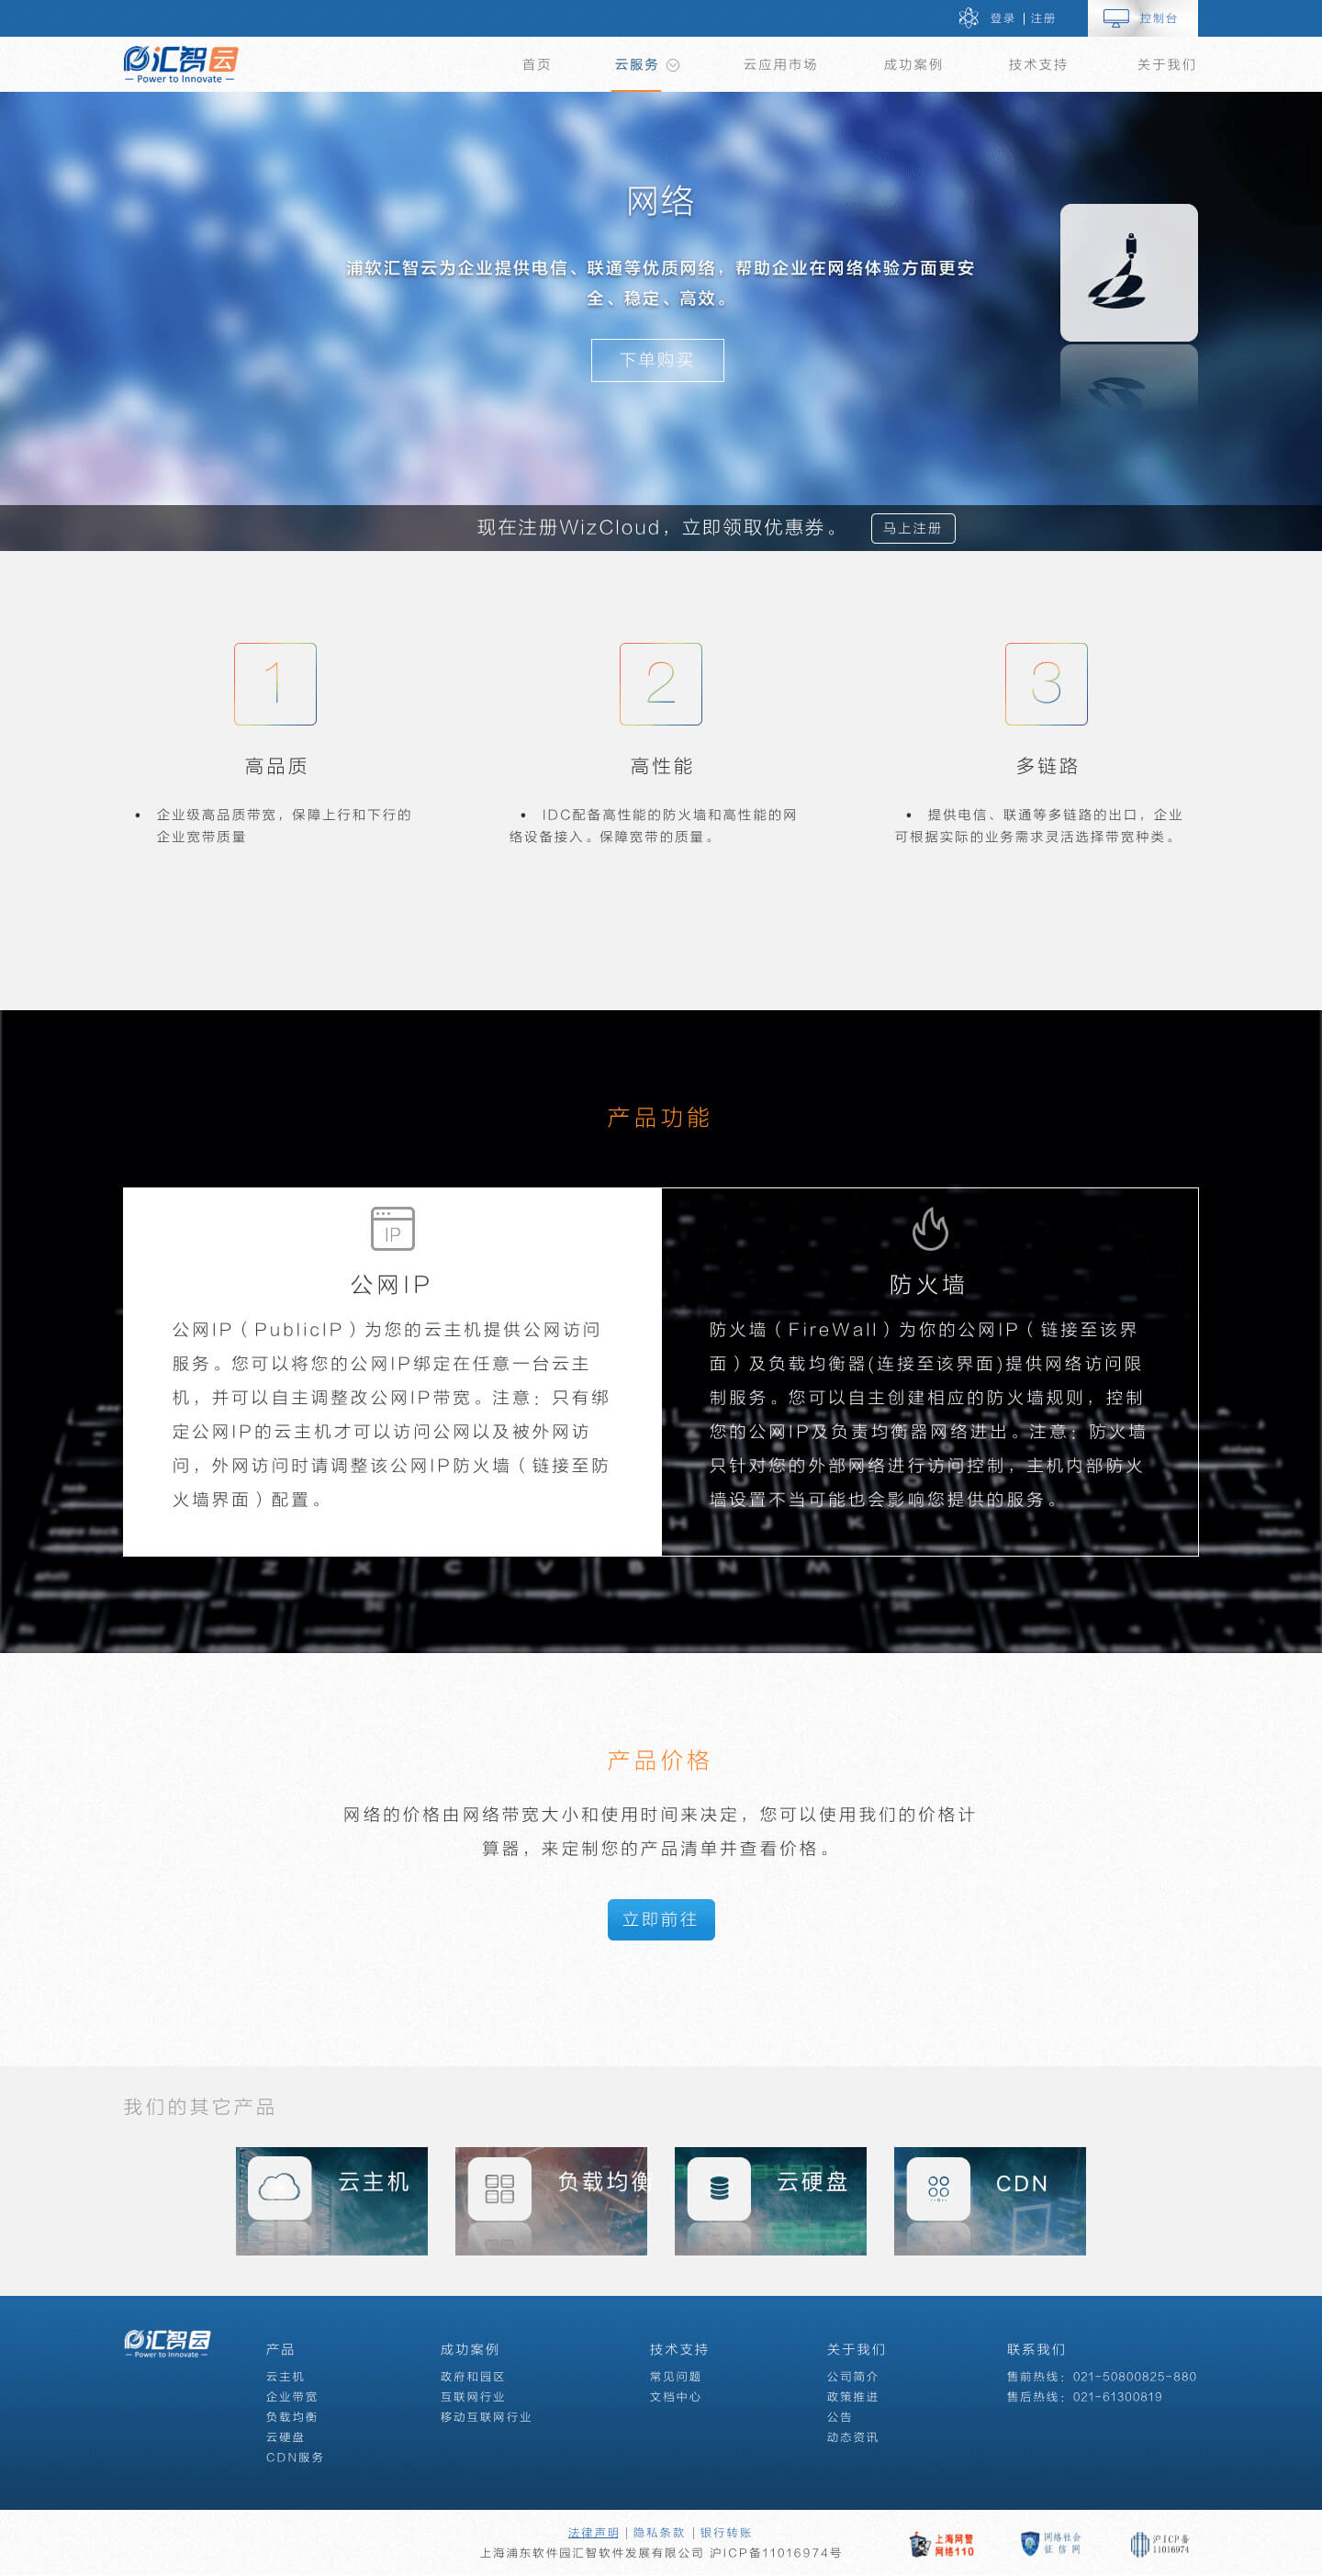 登录 | 注册
控制台
汇智云
Power to Innovate
首页
云服务
云应用市场
成功案例
技术支持
关于我们
网络
浦软汇智云为企业提供电信、联通等优质网络，帮助企业在网络体验方面更安
全、稳定、高效。
下单购买
现在注册WizCloud，立即领取优惠券。
马上注册
1
高品质
• 企业级高品质带宽，保障上行和下行的
企业宽带质量
2
高性能
• IDC配备高性能的防火墙和高性能的网
络设备接入。保障宽带的质量。
3
多链路
• 提供电信、联通等多链路的出口，企业
可根据实际的业务需求灵活选择带宽种类。
产品功能
IP
公网IP
公网IP（PublicIP）为您的云主机提供公网访问
服务。您可以将您的公网IP绑定在任意一台云主
机，并可以自主调整改公网IP带宽。注意：只有绑
定公网IP的云主机才可以访问公网以及被外网访
问，外网访问时请调整该公网IP防火墙（链接至防
火墙界面）配置。
防火墙
防火墙（FireWall）为你的公网IP（链接至该界
面）及负载均衡器(连接至该界面)提供网络访问限
制服务。您可以自主创建相应的防火墙规则，控制
您的公网IP及负责均衡器网络进出。注意：防火墙
只针对您的外部网络进行访问控制，主机内部防火
墙设置不当可能也会影响您提供的服务。
产品价格
网络的价格由网络带宽大小和使用时间来决定，您可以使用我们的价格计
算器，来定制您的产品清单并查看价格。
立即前往
我们的其它产品
云主机
负载均衡
云硬盘
CDN
汇智云
Power to Innovate
产品
云主机
企业带宽
负载均衡
云硬盘
CDN服务
成功案例
政府和园区
互联网行业
移动互联网行业
技术支持
常见问题
文档中心
关于我们
公司简介
政策推进
公告
动态资讯
联系我们
售前热线：021-50800825-880
售后热线：021-61300819
法律声明 | 隐私条款 | 银行转账
上海浦东软件园汇智软件发展有限公司 沪ICP备11016974号
上海网警
网络110
网络社会
征信网
沪ICP备
11016974